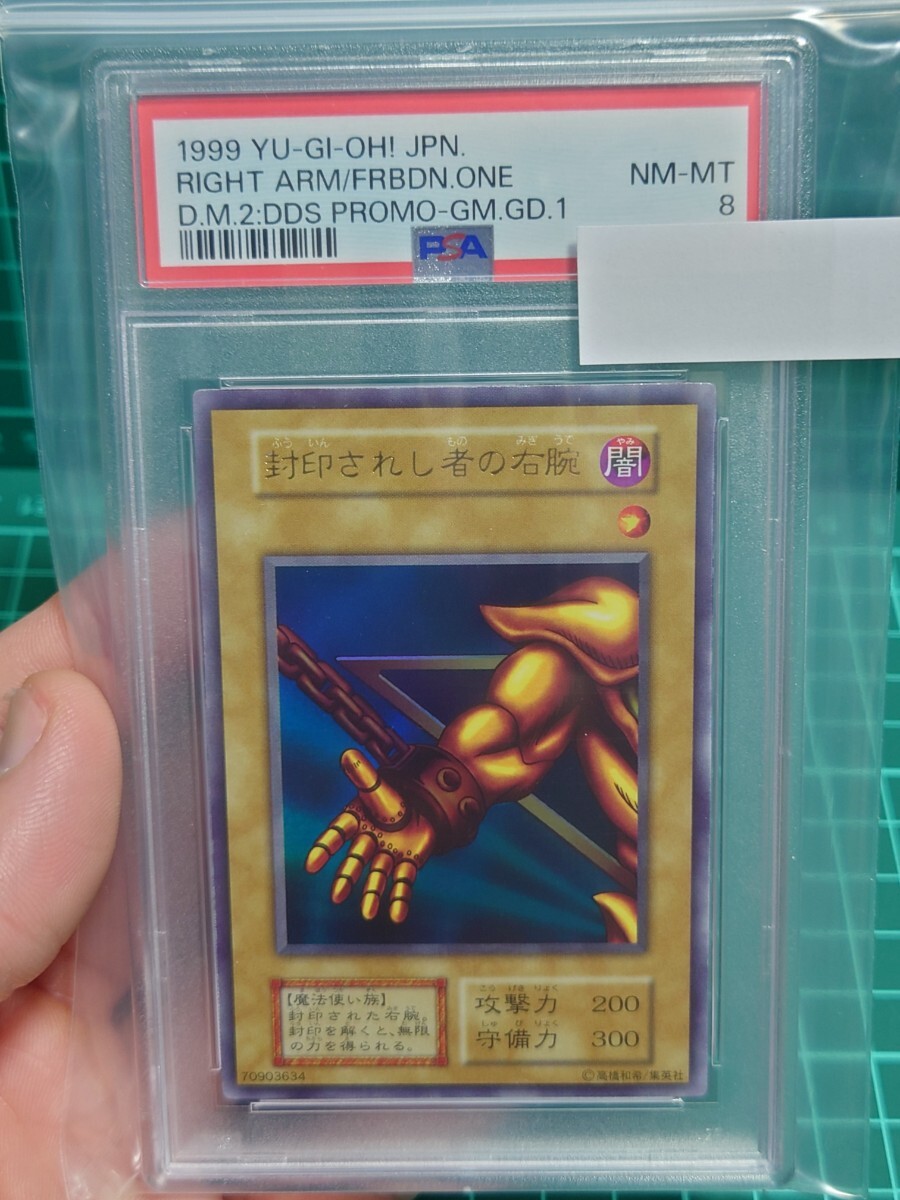 1999 YU-GI-OH! JPN.
RIGHT ARM/FRBDN.ONE
NM-MT
D.M.2:DDS PROMO-GM.GD.1
8
PSA
ふう いん もの みぎ うで やみ
封印されし者の右腕 闇
【魔法使い族】
封印された右腕。
封印を解くと、無限
の力を得られる。
こう げき りょく
攻撃力 200
しゅ び りょく
守備力 300
70903634
©高橋和希/集英社